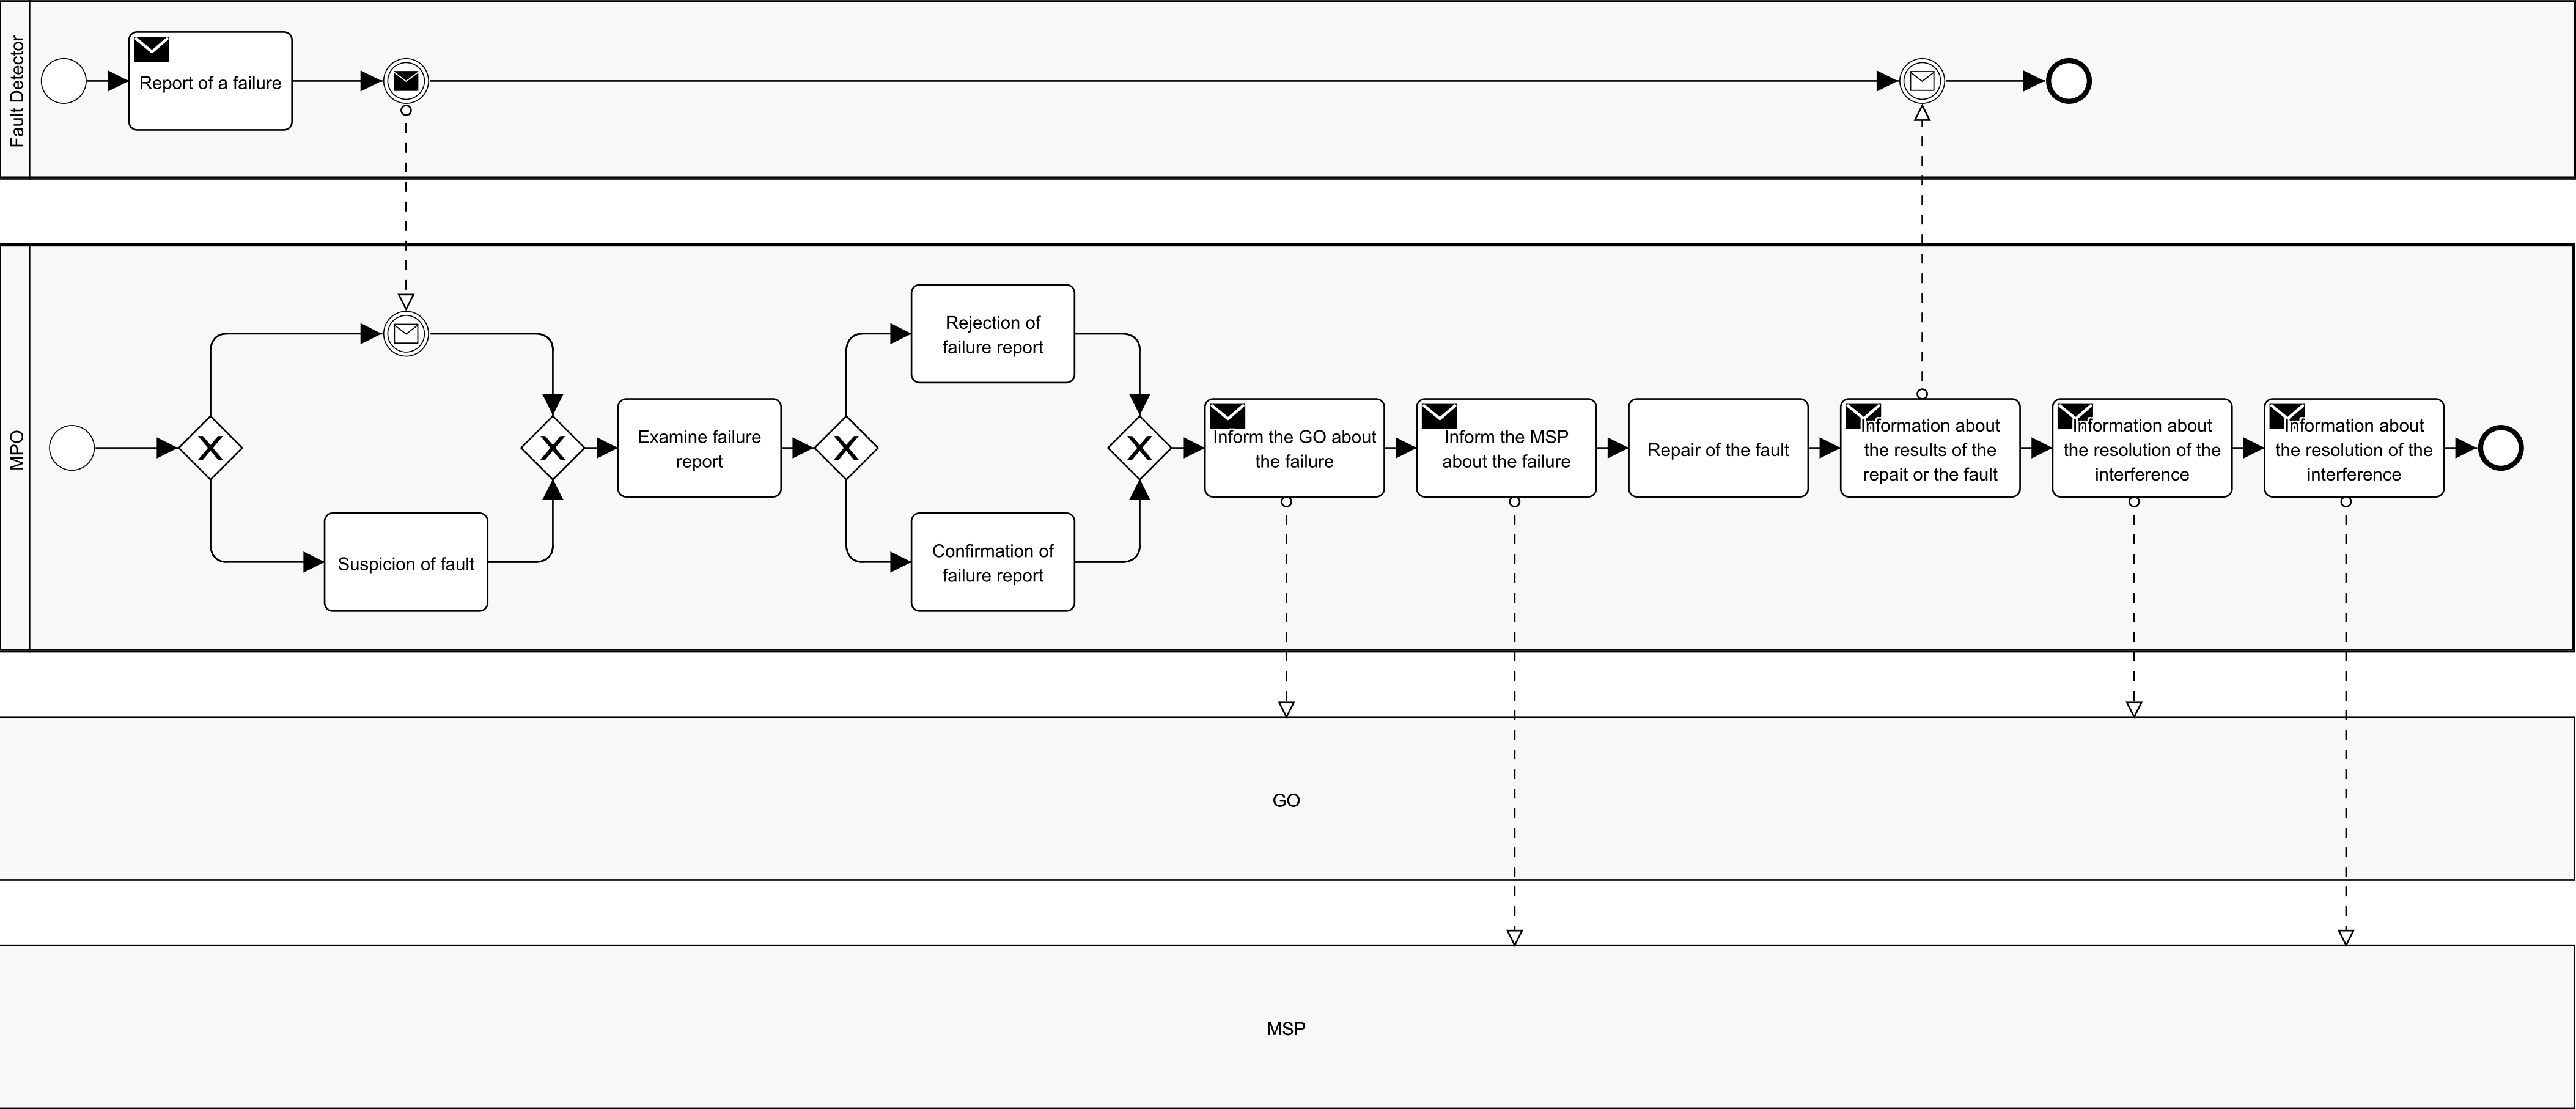 Fault Detector
Report of a failure
MPO
Suspicion of fault
Examine failure
report
Rejection of
failure report
Confirmation of
failure report
Inform the GO about
the failure
Inform the MSP
about the failure
Repair of the fault
Information about
the results of the
repait or the fault
Information about
the resolution of the
interference
Information about
the resolution of the
interference
GO
MSP